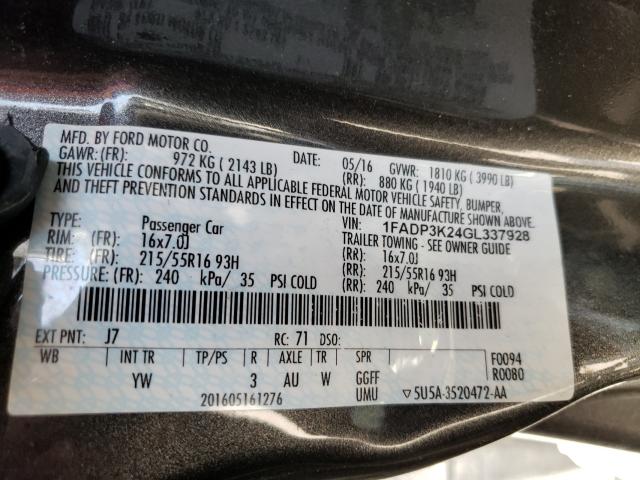 MFD. BY FORD MOTOR CO.
DATE: 05/16 GVWR: 1810 KG ( 3990 LB)
GAWR: (FR): 972 KG ( 2143 LB) (RR): 880 KG ( 1940 LB)
THIS VEHICLE CONFORMS TO ALL APPLICABLE FEDERAL MOTOR VEHICLE SAFETY, BUMPER,
AND THEFT PREVENTION STANDARDS IN EFFECT ON THE DATE OF MANUFACTURE SHOWN ABOVE.
VIN: 1FADP3K24GL337928
TYPE: Passenger Car TRAILER TOWING - SEE OWNER GUIDE
RIM: (FR): 16x7.0J (RR): 16x7.0J
TIRE: (FR): 215/55R16 93H (RR): 215/55R16 93H
PRESSURE: (FR): 240 kPa/ 35 PSI COLD (RR): 240 kPa/ 35 PSI COLD
EXT PNT: J7 RC: 71 DSO:
WB INT TR TP/PS R AXLE TR SPR F0094
YW 3 AU W GGFF R0080
201605161276 UMU ▽5U5A-3520472-AA